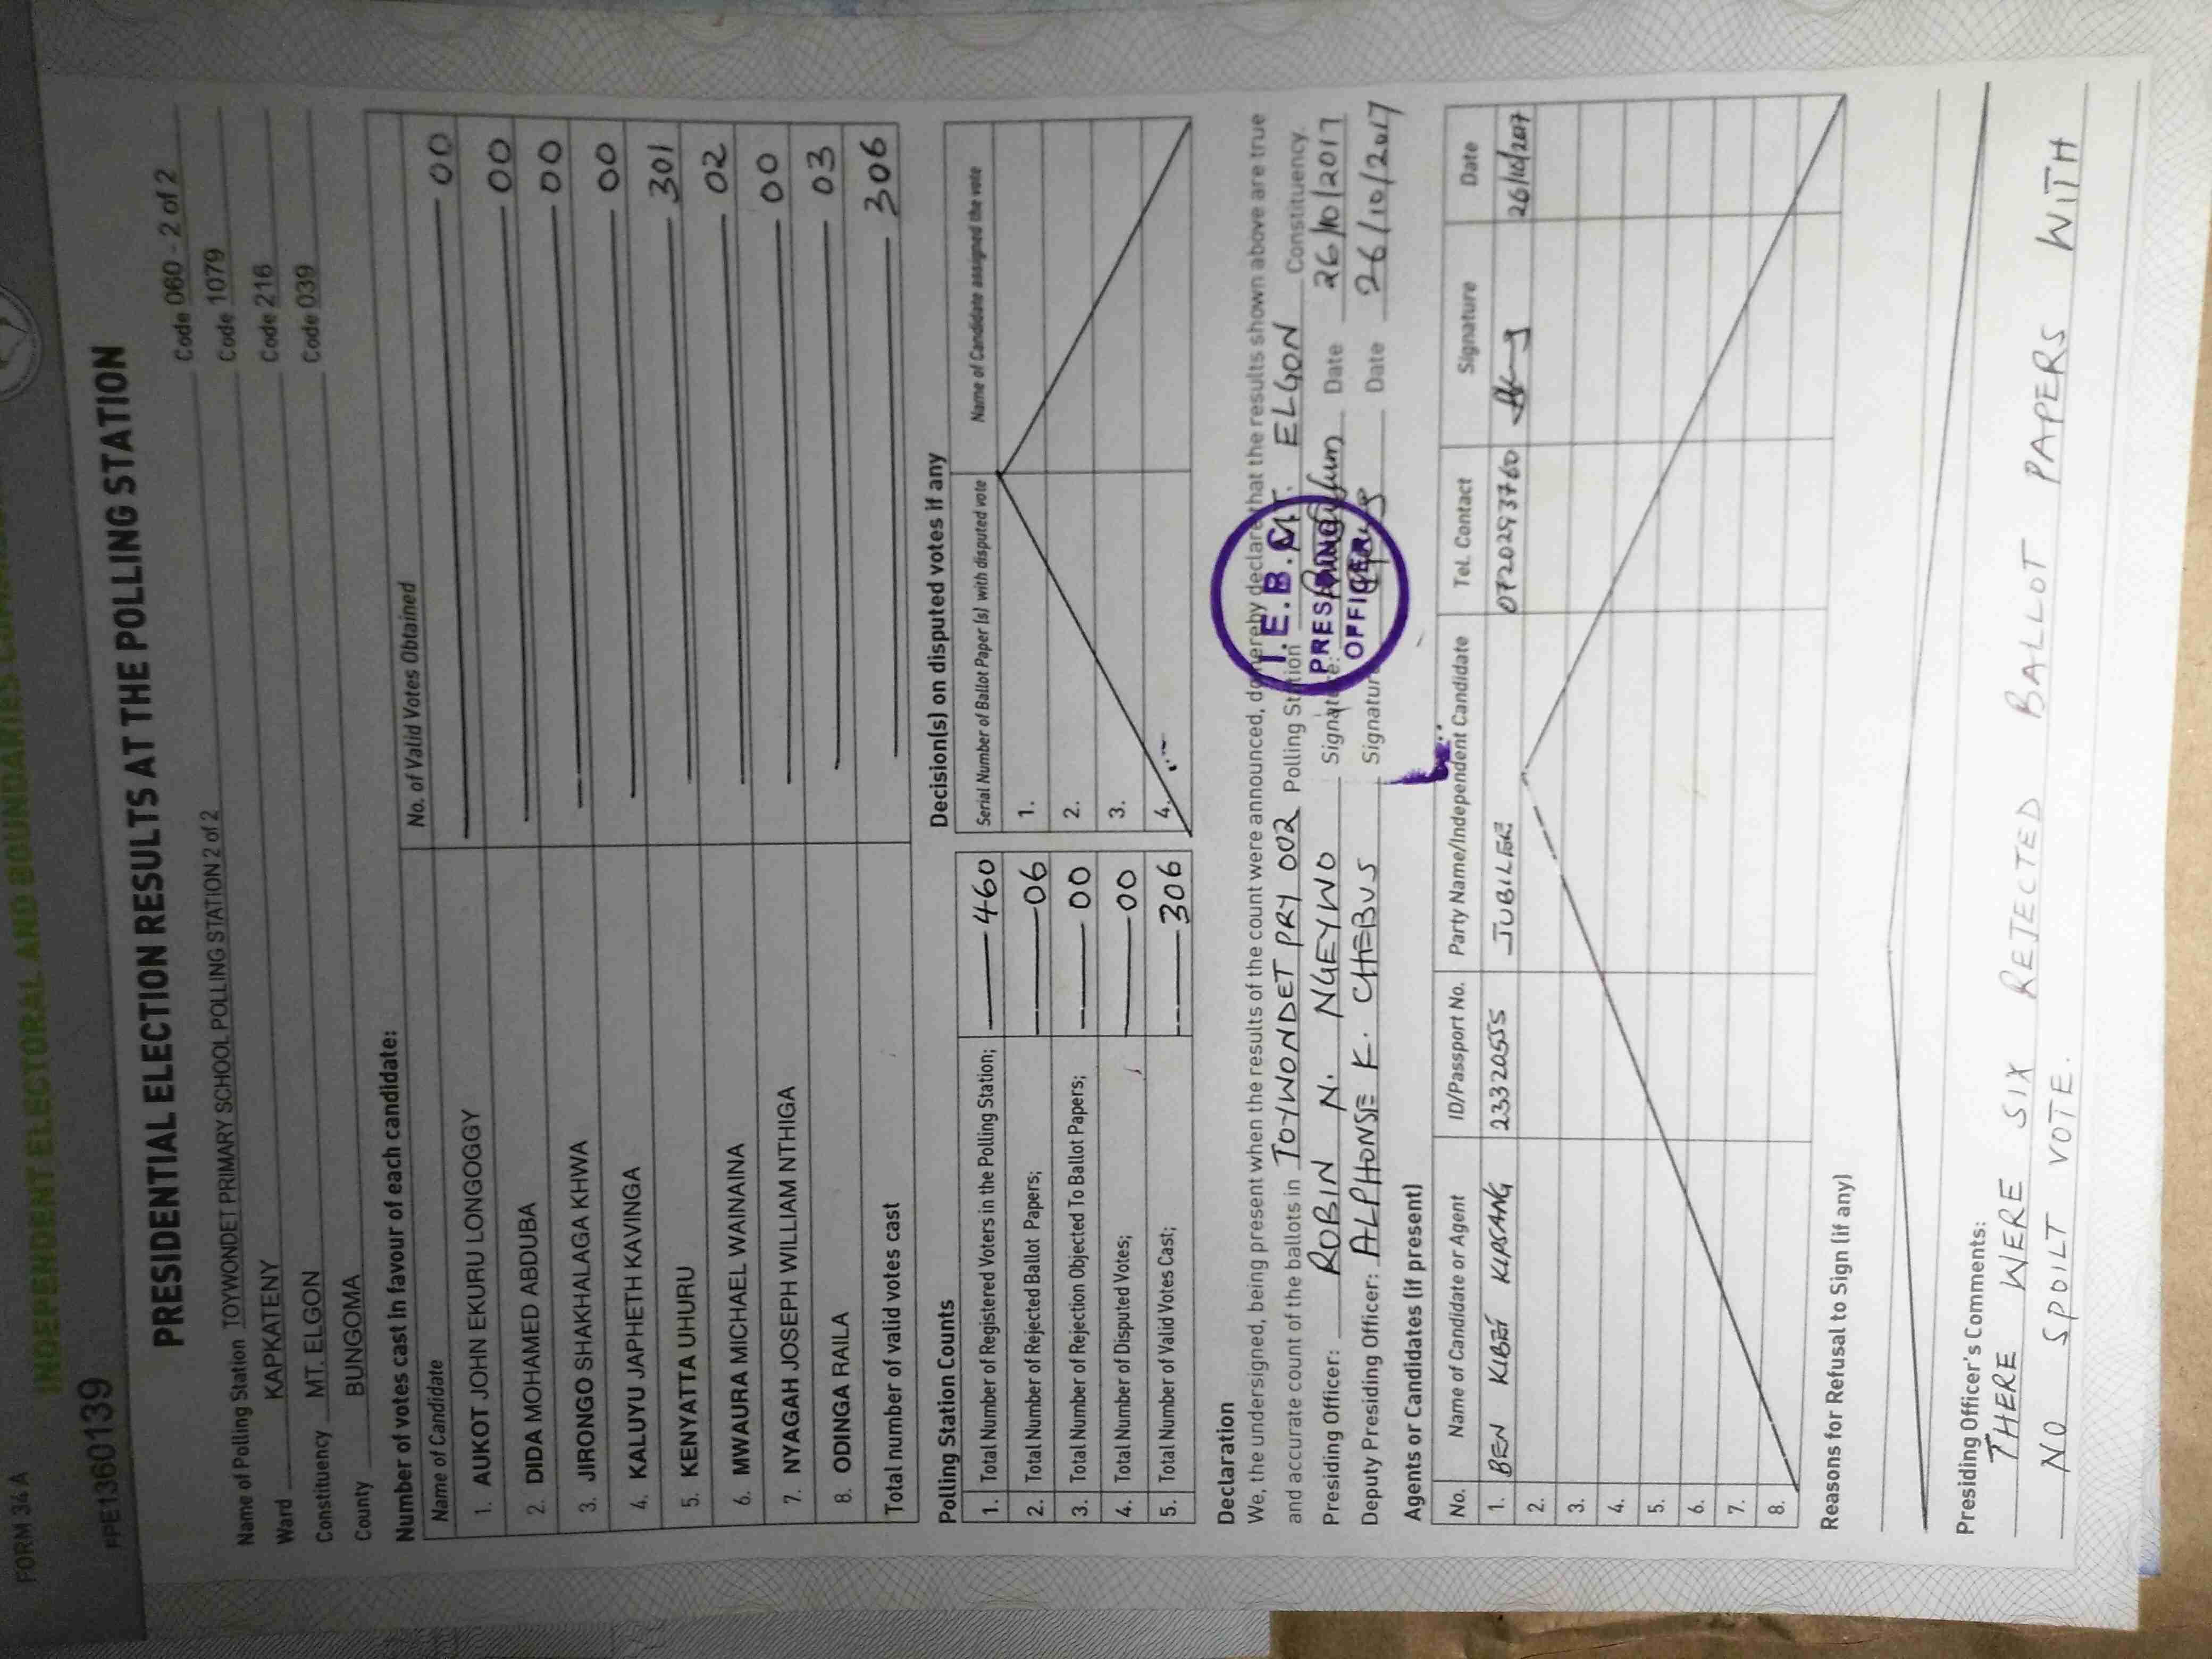 FORM 34 A
INDEPENDENT ELECTORAL AND BOUNDARIES
PPE1360139
PRESIDENTIAL ELECTION RESULTS AT THE POLLING STATION
Name of Polling Station TOYWONDET PRIMARY SCHOOL POLLING STATION 2 of 2 Code 060 - 2 of 2
Ward KAPKATENY Code 1079
Constituency MT. ELGON Code 216
County BUNGOMA Code 039
Number of votes cast in favour of each candidate:
Name of Candidate No. of Valid Votes Obtained
1. AUKOT JOHN EKURU LONGOGGY 00
2. DIDA MOHAMED ABDUBA 00
3. JIRONGO SHAKHALAGA KHWA 00
4. KALUYU JAPHETH KAVINGA 00
5. KENYATTA UHURU 301
6. MWAURA MICHAEL WAINAINA 02
7. NYAGAH JOSEPH WILLIAM NTHIGA 00
8. ODINGA RAILA 03
Total number of valid votes cast 306
Polling Station Counts
1. Total Number of Registered Voters in the Polling Station; 460
2. Total Number of Rejected Ballot Papers; 06
3. Total Number of Rejection Objected To Ballot Papers; 00
4. Total Number of Disputed Votes; 00
5. Total Number of Valid Votes Cast; 306
Decision(s) on disputed votes if any
Serial Number of Ballot Paper (s) with disputed vote Name of Candidate assigned the vote
1.
2.
3.
4.
Declaration
We, the undersigned, being present when the results of the count were announced, do hereby declare that the results shown above are true
and accurate count of the ballots in TOYWONDET PRY 002 Polling Station MT. ELGON Constituency.
Presiding Officer: ROBIN N. NGEYWO Signature: Date 26/10/2017
Deputy Presiding Officer: ALPHONSE K. CHEBUS Signature Date 26/10/2017
I.E.B.C
PRESIDING
OFFICER
Agents or Candidates (if present)
No. Name of Candidate or Agent ID/Passport No. Party Name/Independent Candidate Tel. Contact Signature Date
1. BEN KIBET KIPSANG 23320555 JUBILEE 0720293760 26/10/2017
2.
3.
4.
5.
6.
7.
8.
Reasons for Refusal to Sign (if any)
Presiding Officer's Comments:
THERE WERE SIX REJECTED BALLOT PAPERS WITH
NO SPOILT VOTE.